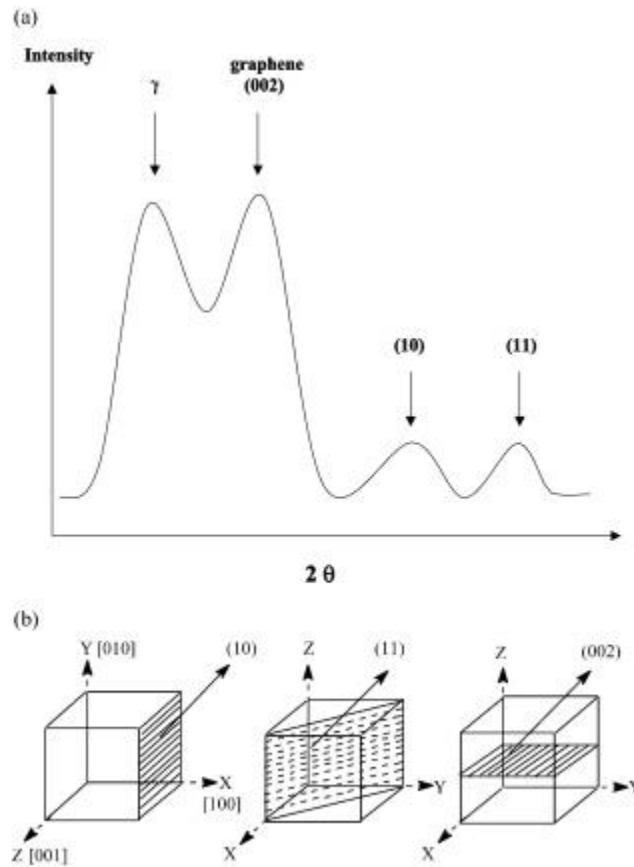 (a)
Intensity
γ
graphene
(002)
(10)
(11)
2 θ
(b)
Y [010]
(10)
X
[100]
Z [001]
Z
(11)
Y
X
Z
(002)
Y
X